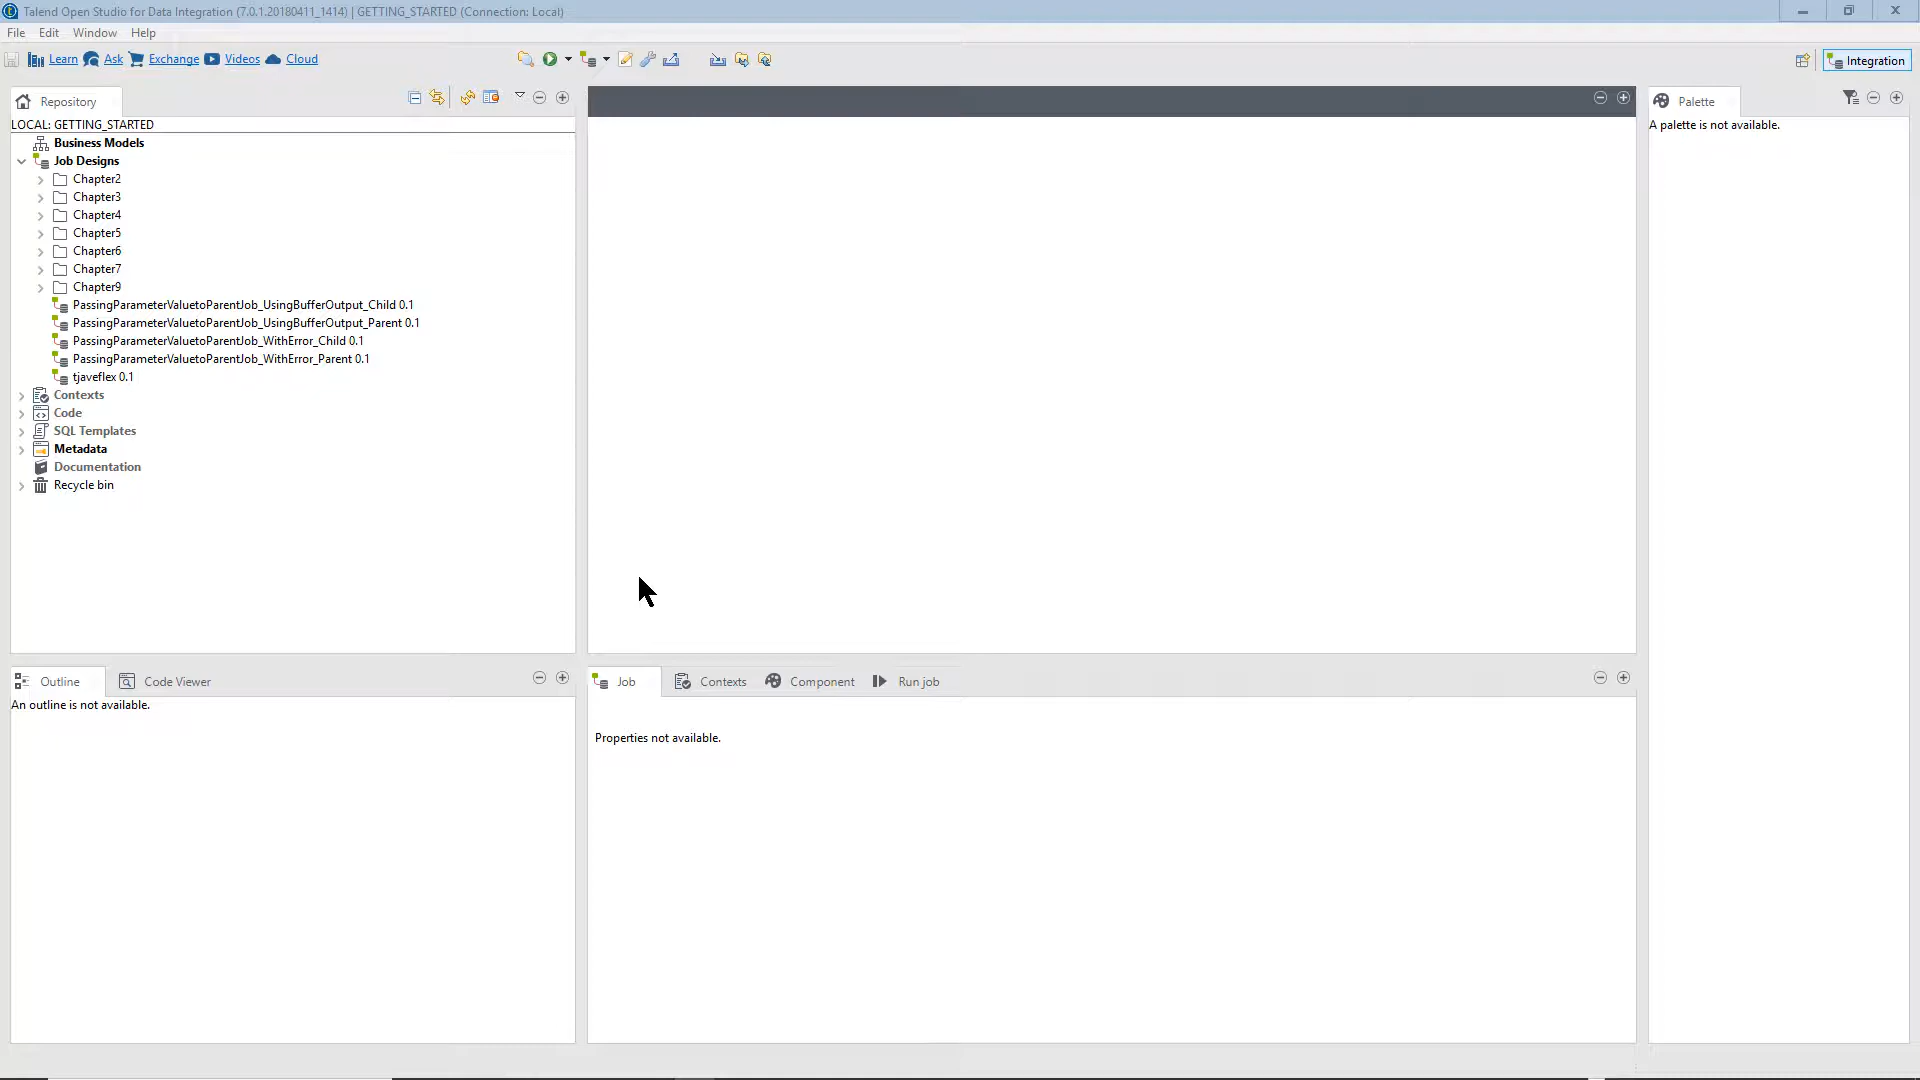 Talend Open Studio for Data Integration (7.0.1.20180411_1414) | GETTING_STARTED (Connection: Local)
File Edit Window Help
Learn Ask Exchange Videos Cloud
Integration
Repository
LOCAL: GETTING_STARTED
Business Models
Job Designs
Chapter2
Chapter3
Chapter4
Chapter5
Chapter6
Chapter7
Chapter9
PassingParameterValuetoParentJob_UsingBufferOutput_Child 0.1
PassingParameterValuetoParentJob_UsingBufferOutput_Parent 0.1
PassingParameterValuetoParentJob_WithError_Child 0.1
PassingParameterValuetoParentJob_WithError_Parent 0.1
tjaveflex 0.1
Contexts
Code
SQL Templates
Metadata
Documentation
Recycle bin
Palette
A palette is not available.
Outline Code Viewer
An outline is not available.
Job Contexts Component Run job
Properties not available.